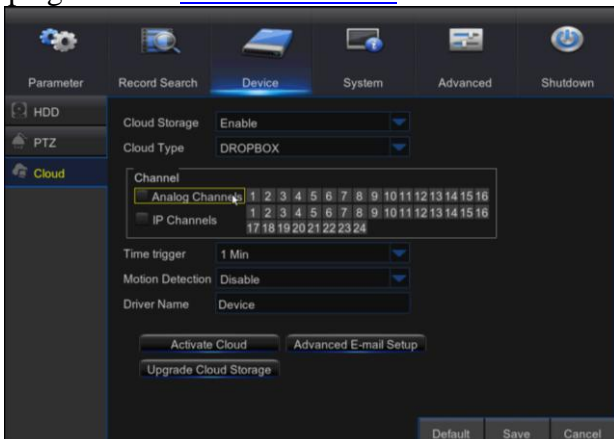 Parameter Record Search Device System Advanced Shutdown
HDD
PTZ
Cloud
Cloud Storage Enable
Cloud Type DROPBOX
Channel
Analog Channels 1 2 3 4 5 6 7 8 9 10 11 12 13 14 15 16
IP Channels 1 2 3 4 5 6 7 8 9 10 11 12 13 14 15 16
17 18 19 20 21 22 23 24
Time trigger 1 Min
Motion Detection Disable
Driver Name Device
Activate Cloud Advanced E-mail Setup
Upgrade Cloud Storage
Default Save Cancel